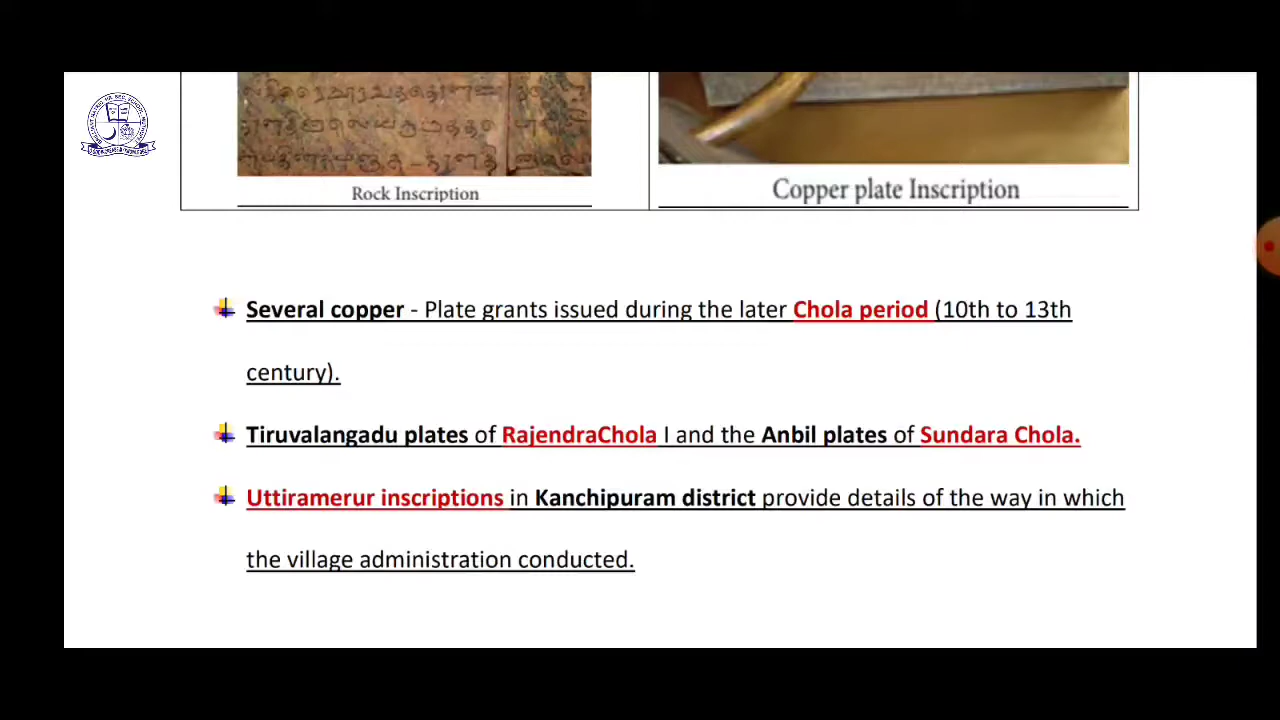 Rock Inscription
Copper plate Inscription
Several copper - Plate grants issued during the later Chola period (10th to 13th
century).
Tiruvalangadu plates of RajendraChola I and the Anbil plates of Sundara Chola.
Uttiramerur inscriptions in Kanchipuram district provide details of the way in which
the village administration conducted.